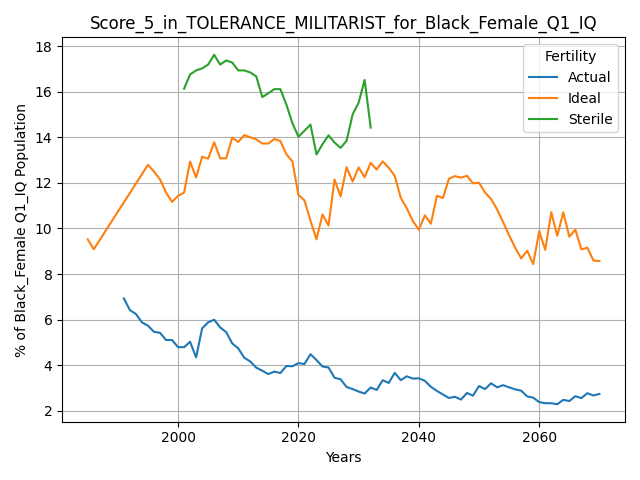 Score_5_in_TOLERANCE_MILITARIST_for_Black_Female_Q1_IQ
Fertility
Actual
Ideal
Sterile
% of Black_Female Q1_IQ Population
18
16
14
12
10
8
6
4
2
2000 2020 2040 2060
Years